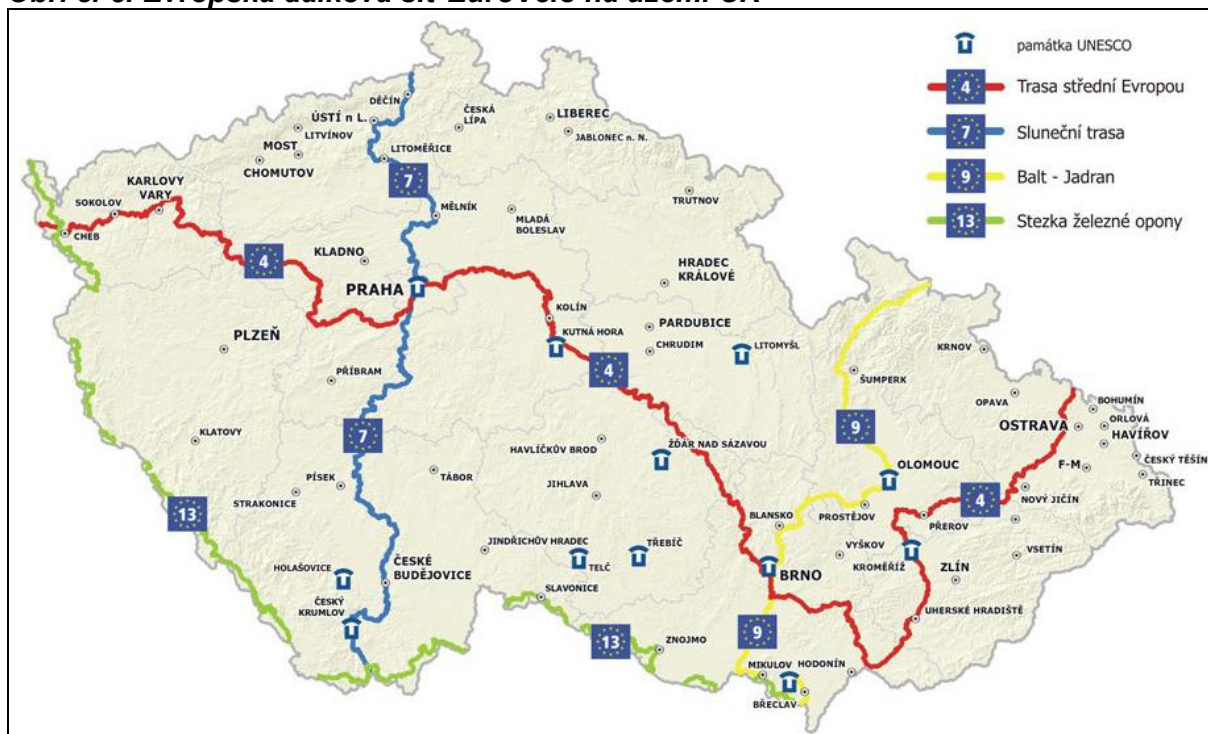 Evropská dálková síť EuroVelo na území ČR
památka UNESCO
4 Trasa střední Evropou
7 Sluneční trasa
9 Balt - Jadran
13 Stezka železné opony
DĚČÍN
ÚSTÍ n L.
LITVÍNOV
ČESKÁ
LÍPA
LIBEREC
JABLONEC n. N.
MOST
CHOMUTOV
LITOMĚŘICE
7
KARLOVY
VARY
SOKOLOV
CHEB
MĚLNÍK
MLADÁ
BOLESLAV
TRUTNOV
4
KLADNO
PRAHA
HRADEC
KRÁLOVÉ
KOLÍN
KUTNÁ HORA
PARDUBICE
CHRUDIM
LITOMYŠL
PLZEŇ
PŘÍBRAM
4
KRNOV
ŠUMPERK
OPAVA
BOHUMÍN
ORLOVÁ
OSTRAVA
HAVÍŘOV
ČESKÝ TĚŠÍN
TŘINEC
F-M
9
7
KLATOVY
HAVLÍČKŮV BROD
ŽĎÁR NAD SÁZAVOU
OLOMOUC
TÁBOR
PÍSEK
STRAKONICE
JIHLAVA
13
BLANSKO
PROSTĚJOV
4
NOVÝ JIČÍN
PŘEROV
VSETÍN
JINDŘICHŮV HRADEC
TELČ
TŘEBÍČ
BRNO
VYŠKOV
KROMĚŘÍŽ
ZLÍN
HOLAŠOVICE
ČESKÉ
BUDĚJOVICE
ČESKÝ
KRUMLOV
SLAVONICE
UHERSKÉ HRADIŠTĚ
13
ZNOJMO
9
MIKULOV
HODONÍN
BŘECLAV